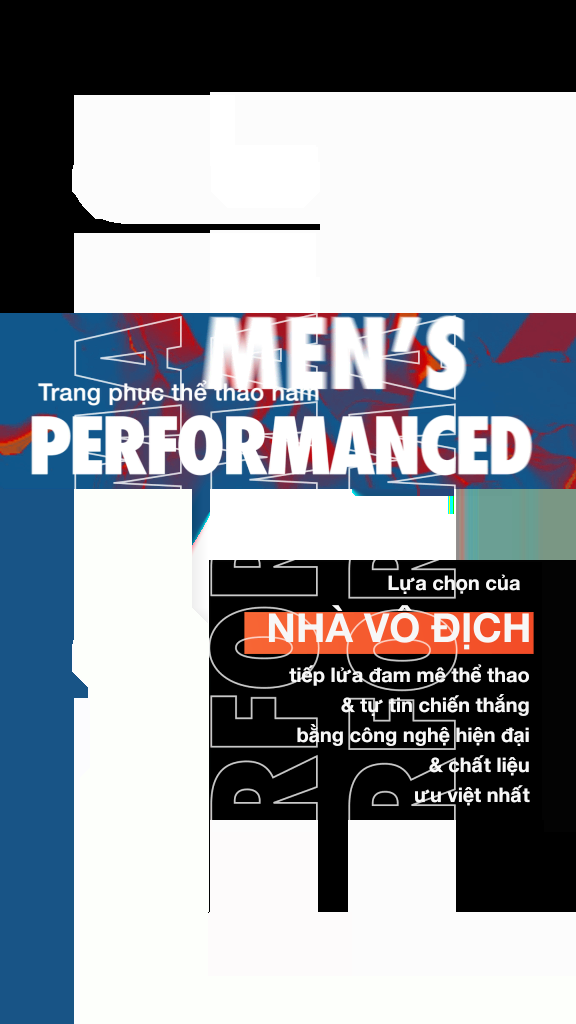 MEN'S
Trang phục thể thao nam
PERFORMANCED
Lựa chọn của
NHÀ VÔ ĐỊCH
tiếp lửa đam mê thể thao
& tự tin chiến thắng
bằng công nghệ hiện đại
& chất liệu
ưu việt nhất